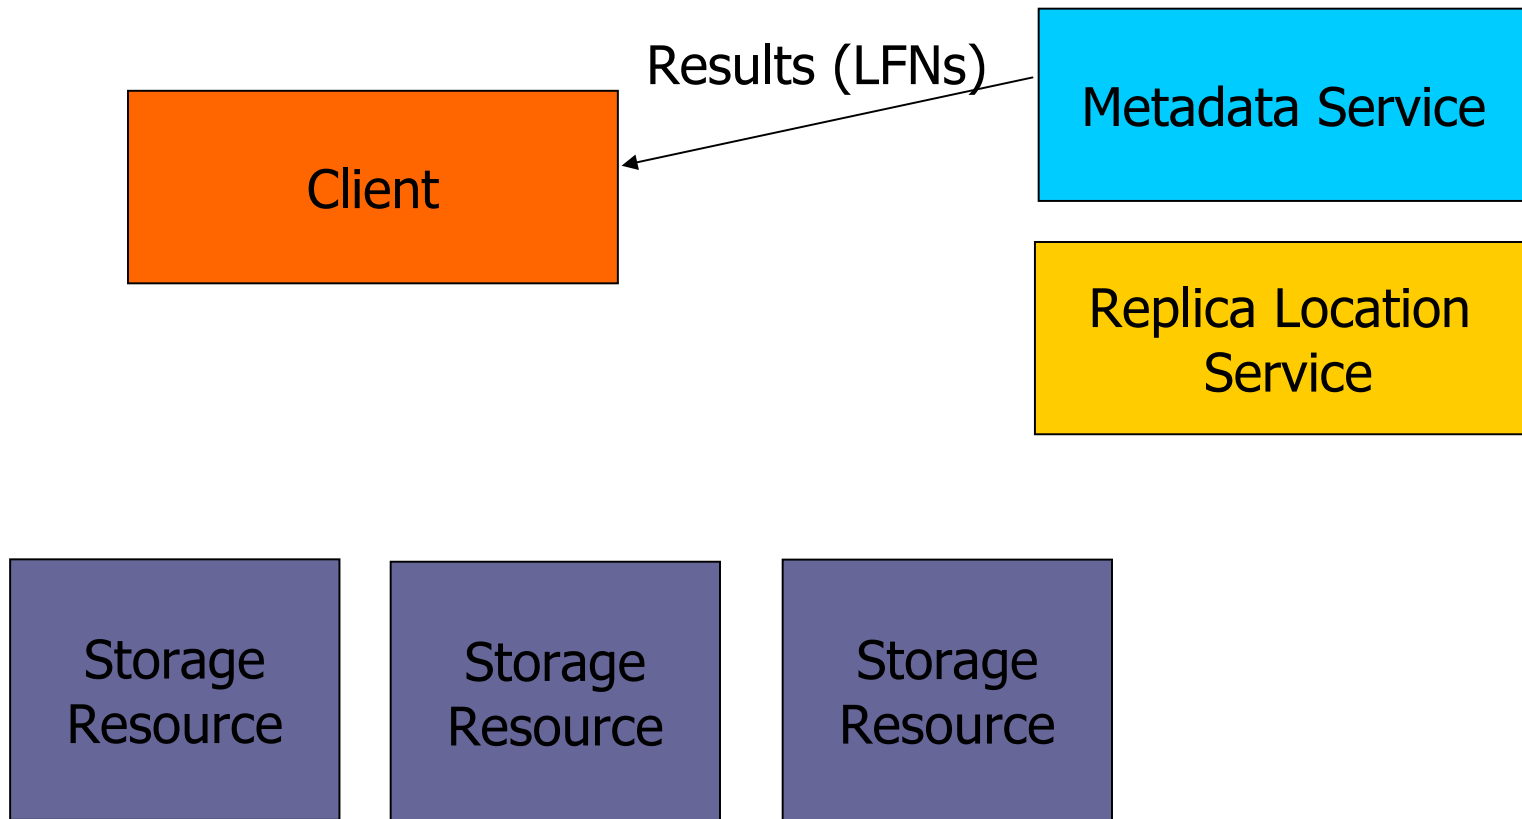 Results (LFNs)
Metadata Service
Client
Replica Location
Service
Storage
Resource
Storage
Resource
Storage
Resource